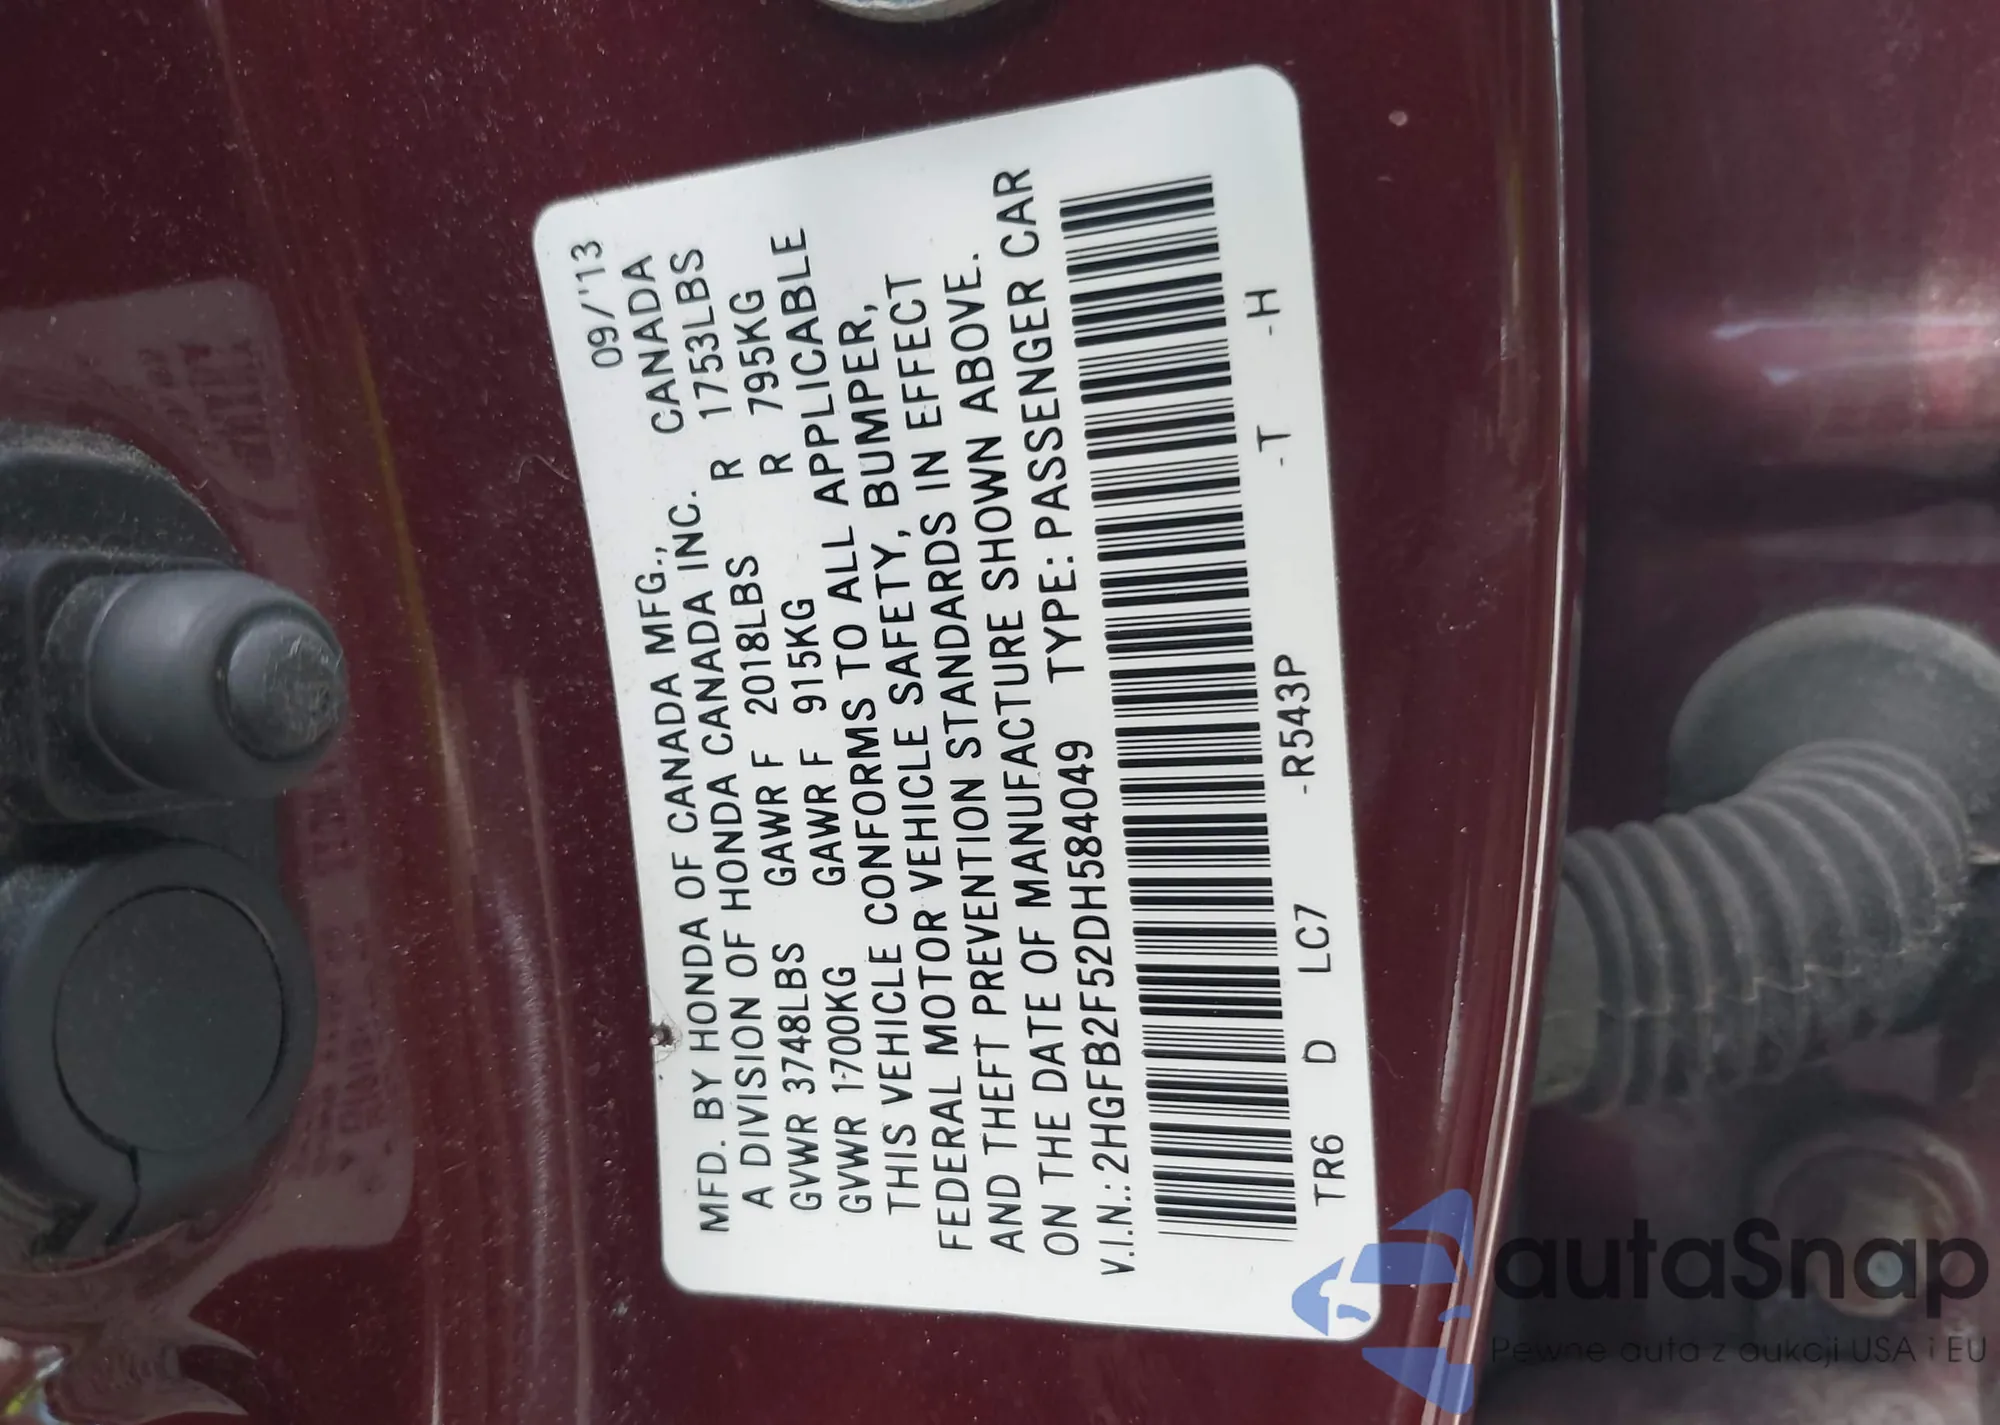 09/'13
MFD. BY HONDA OF CANADA MFG., CANADA
A DIVISION OF HONDA CANADA INC.
GVWR 3748LBS GAWR F 2018LBS R 1753LBS
GVWR 1700KG GAWR F 915KG R 795KG
THIS VEHICLE CONFORMS TO ALL APPLICABLE
FEDERAL MOTOR VEHICLE SAFETY, BUMPER,
AND THEFT PREVENTION STANDARDS IN EFFECT
ON THE DATE OF MANUFACTURE SHOWN ABOVE.
V.I.N.: 2HGFB2F52DH584049 TYPE: PASSENGER CAR
TR6 D LC7 -R543P -T -H
autaSnap
Pewne auta z aukcji USA i EU